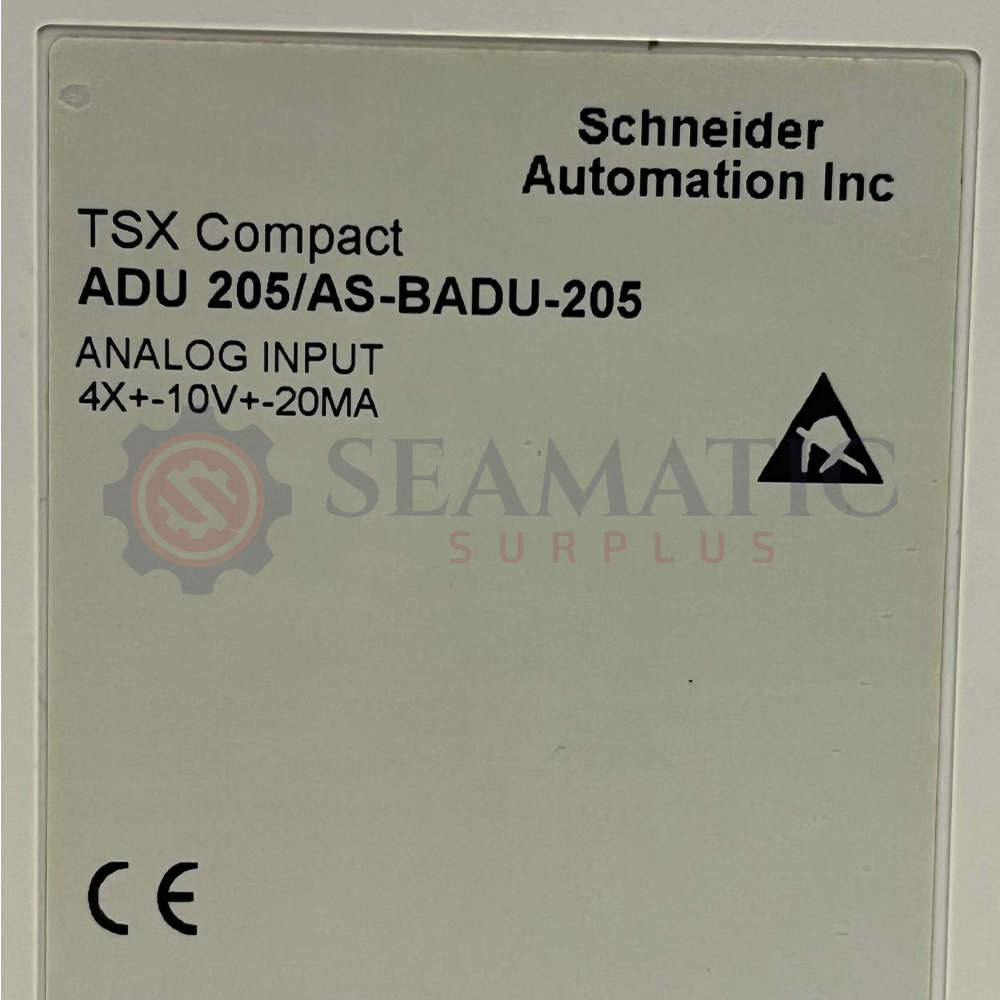 Schneider
Automation Inc
TSX Compact
ADU 205/AS-BADU-205
ANALOG INPUT
4X+-10V+-20MA
SEAMATIC
SURPLUS
CE